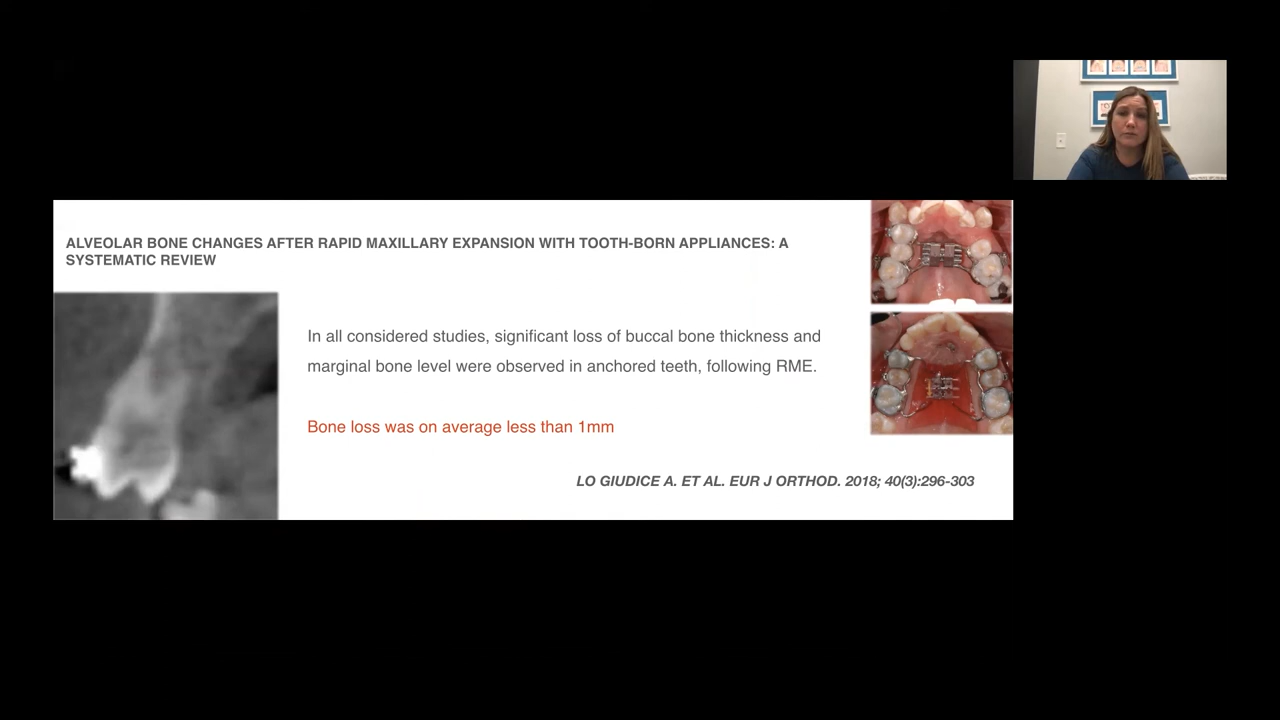 ALVEOLAR BONE CHANGES AFTER RAPID MAXILLARY EXPANSION WITH TOOTH-BORN APPLIANCES: A
SYSTEMATIC REVIEW
In all considered studies, significant loss of buccal bone thickness and
marginal bone level were observed in anchored teeth, following RME.
Bone loss was on average less than 1mm
LO GIUDICE A. ET AL. EUR J ORTHOD. 2018; 40(3):296-303